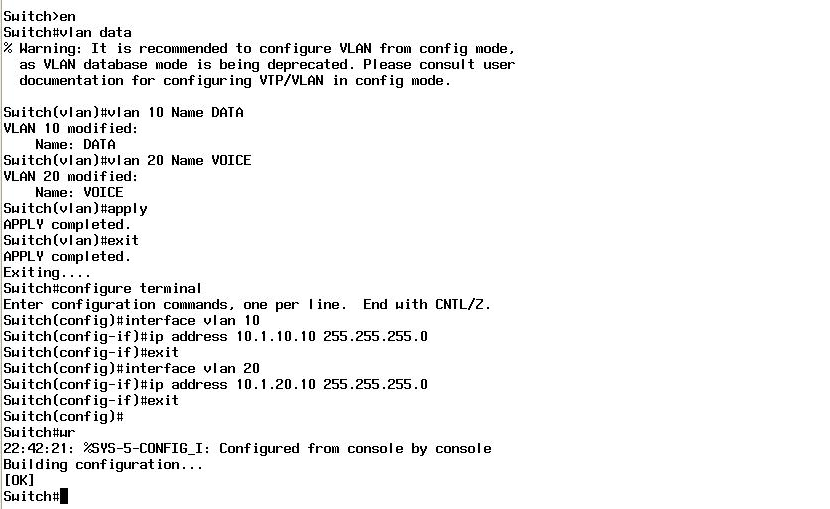 Switch>en
Switch#vlan data
% Warning: It is recommended to configure VLAN from config mode,
  as VLAN database mode is being deprecated. Please consult user
  documentation for configuring VTP/VLAN in config mode.
Switch(vlan)#vlan 10 Name DATA
VLAN 10 modified:
    Name: DATA
Switch(vlan)#vlan 20 Name VOICE
VLAN 20 modified:
    Name: VOICE
Switch(vlan)#apply
APPLY completed.
Switch(vlan)#exit
APPLY completed.
Exiting....
Switch#configure terminal
Enter configuration commands, one per line.  End with CNTL/Z.
Switch(config)#interface vlan 10
Switch(config-if)#ip address 10.1.10.10 255.255.255.0
Switch(config-if)#exit
Switch(config)#interface vlan 20
Switch(config-if)#ip address 10.1.20.10 255.255.255.0
Switch(config-if)#exit
Switch(config)#
Switch#wr
22:42:21: %SYS-5-CONFIG_I: Configured from console by console
Building configuration...
[OK]
Switch#